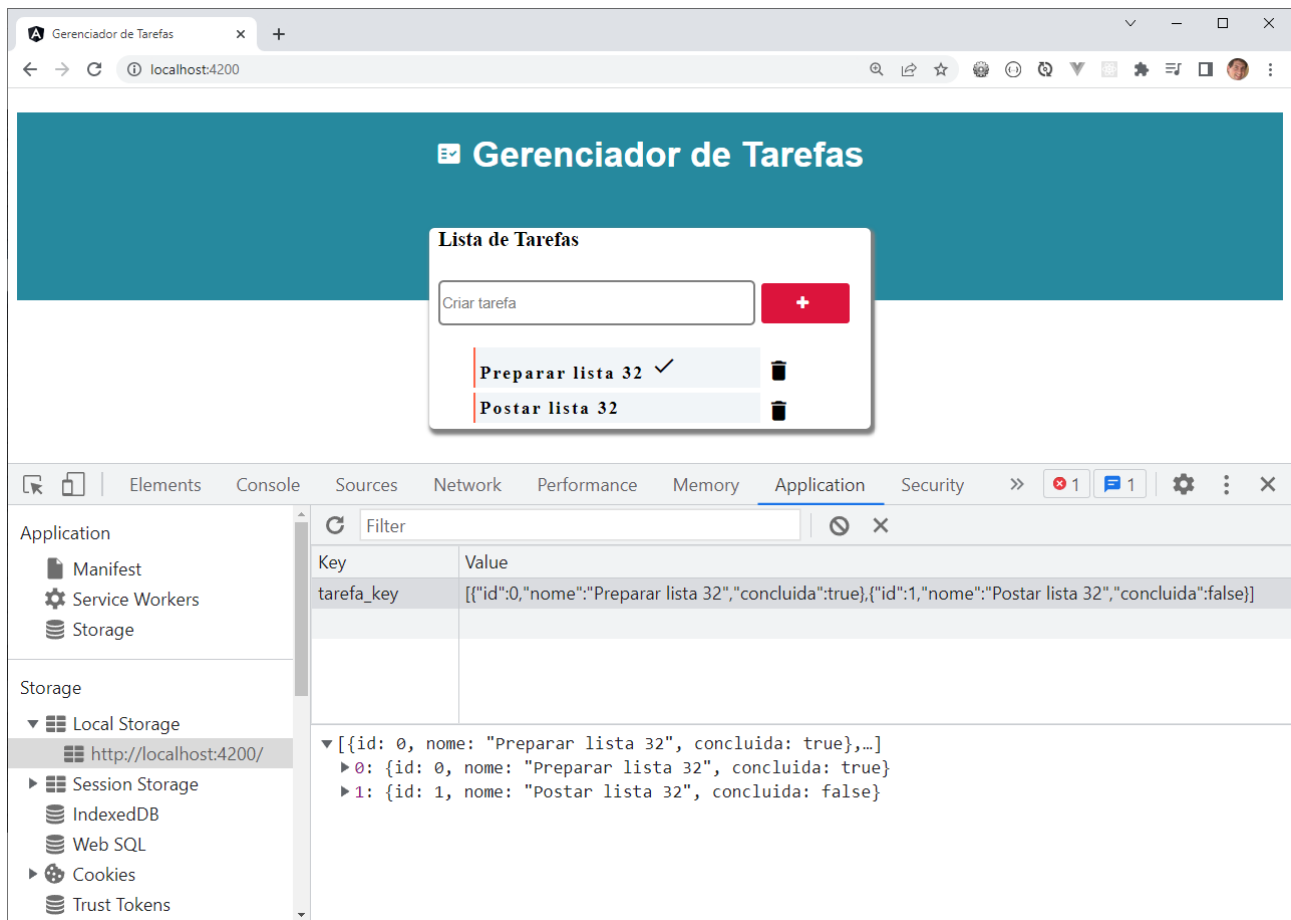 Gerenciador de Tarefas
localhost:4200
Gerenciador de Tarefas
Lista de Tarefas
Criar tarefa
+
Preparar lista 32
Postar lista 32
Elements Console Sources Network Performance Memory Application Security » 1 1
Application
Manifest
Service Workers
Storage
Storage
Local Storage
http://localhost:4200/
Session Storage
IndexedDB
Web SQL
Cookies
Trust Tokens
Filter
Key Value
tarefa_key [{"id":0,"nome":"Preparar lista 32","concluida":true},{"id":1,"nome":"Postar lista 32","concluida":false}]
[{id: 0, nome: "Preparar lista 32", concluida: true},…]
0: {id: 0, nome: "Preparar lista 32", concluida: true}
1: {id: 1, nome: "Postar lista 32", concluida: false}